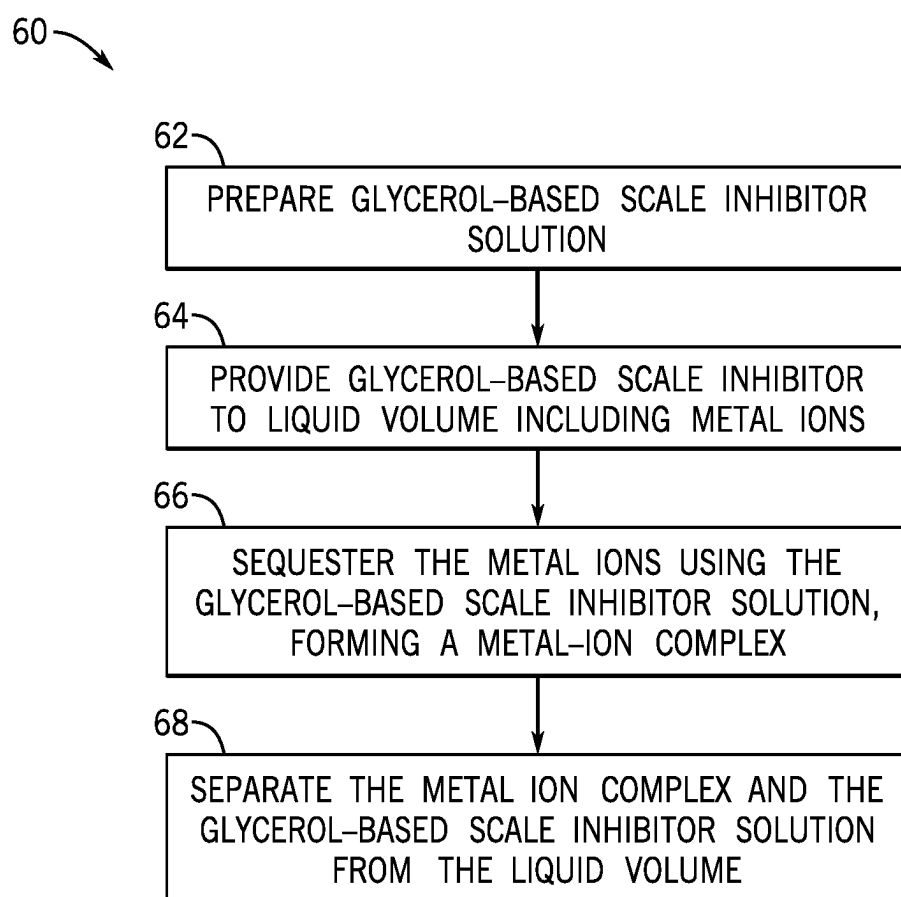 60
62
PREPARE GLYCEROL–BASED SCALE INHIBITOR
SOLUTION
64
PROVIDE GLYCEROL–BASED SCALE INHIBITOR
TO LIQUID VOLUME INCLUDING METAL IONS
66
SEQUESTER THE METAL IONS USING THE
GLYCEROL–BASED SCALE INHIBITOR SOLUTION,
FORMING A METAL–ION COMPLEX
68
SEPARATE THE METAL ION COMPLEX AND THE
GLYCEROL–BASED SCALE INHIBITOR SOLUTION
FROM THE LIQUID VOLUME